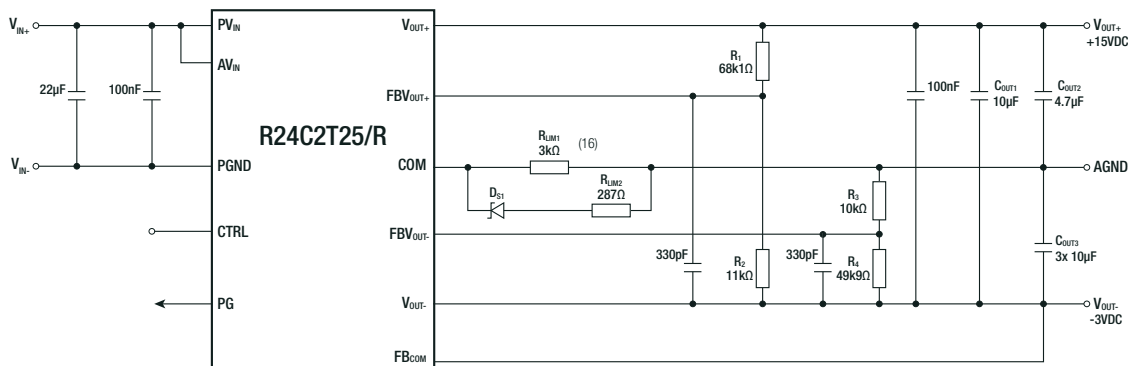 VIN+
22µF
100nF
VIN-
PVIN
AVIN
PGND
CTRL
PG
R24C2T25/R
VOUT+
FBVOUT+
COM
FBVOUT-
VOUT-
FBCOM
R1
68k1Ω
RLIM1
3kΩ
(16)
DS1
RLIM2
287Ω
330pF
R2
11kΩ
330pF
R3
10kΩ
R4
49k9Ω
100nF
COUT1
10µF
COUT2
4.7µF
COUT3
3x 10µF
VOUT+
+15VDC
AGND
VOUT-
-3VDC